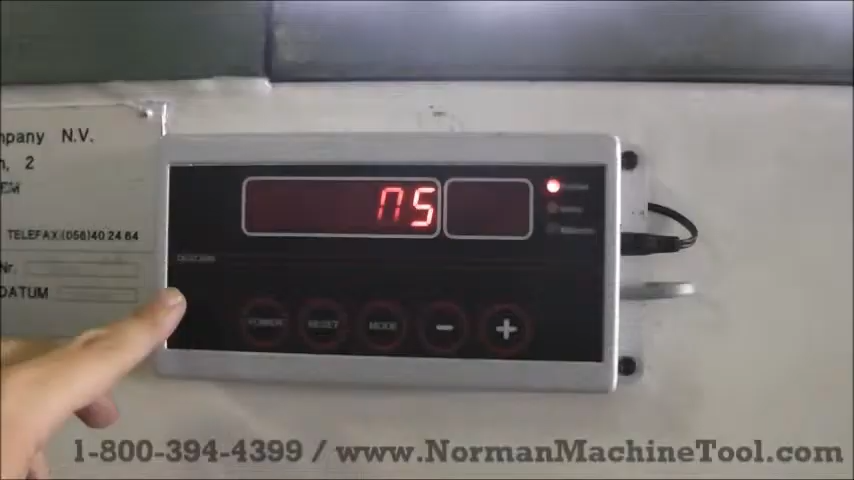 mpany N.V.
n, 2
EM
TELEFAX:(056)40 24 64
Nr.
DATUM
n5
POWER
RESET
MODE
-
+
1-800-394-4399 / www.NormanMachineTool.com